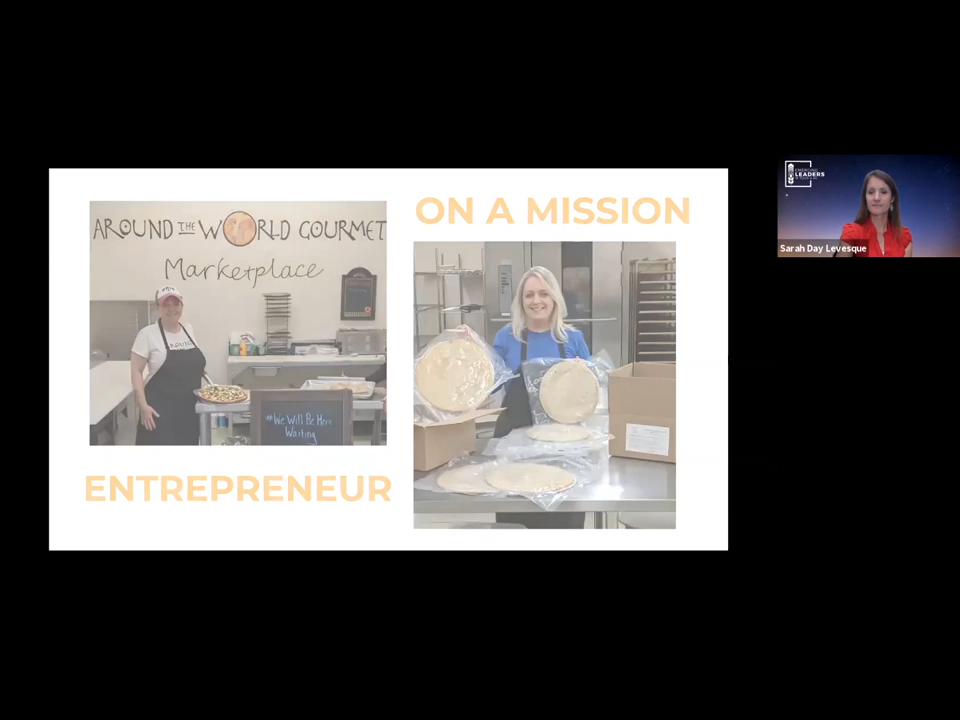 AROUND THE WORLD GOURMET
Marketplace
ON A MISSION
"We Will Be Here
Waiting
ENTREPRENEUR
LEADERS
Sarah Day Levesque